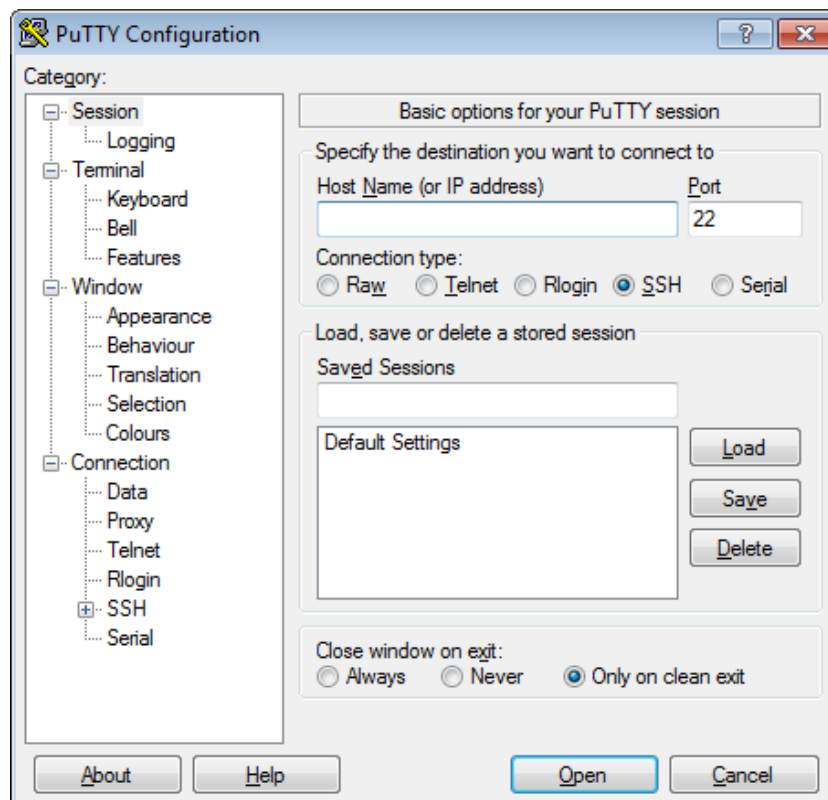 PuTTY Configuration
Category:
Session
Logging
Terminal
Keyboard
Bell
Features
Window
Appearance
Behaviour
Translation
Selection
Colours
Connection
Data
Proxy
Telnet
Rlogin
SSH
Serial
Basic options for your PuTTY session
Specify the destination you want to connect to
Host Name (or IP address) Port
22
Connection type:
Raw Telnet Rlogin SSH Serial
Load, save or delete a stored session
Saved Sessions
Default Settings
Load
Save
Delete
Close window on exit:
Always Never Only on clean exit
About Help Open Cancel